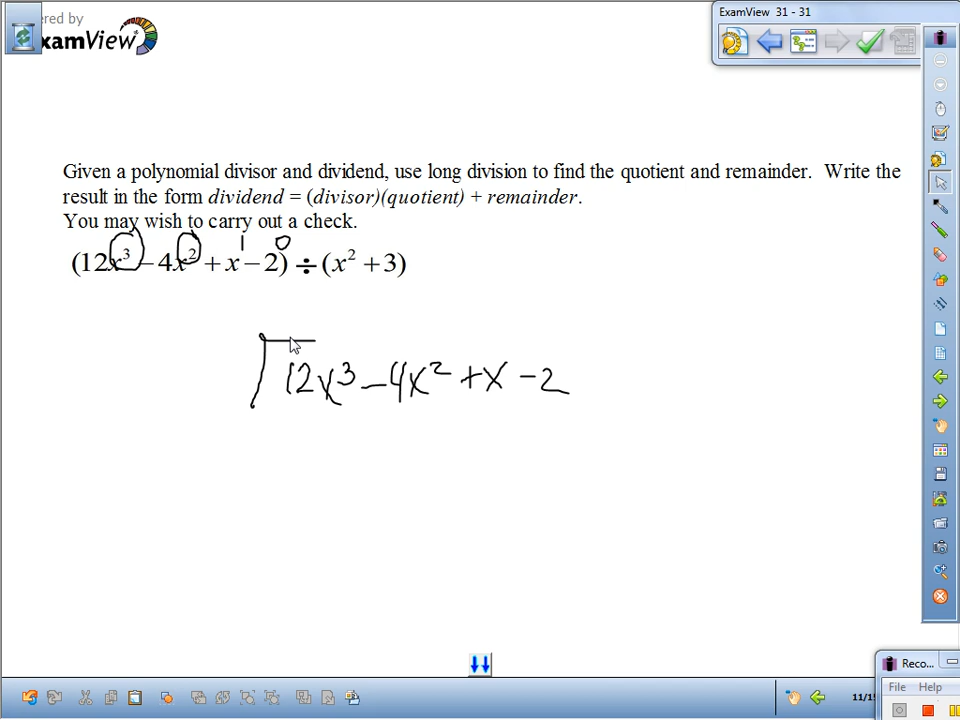 ered by
xamView
ExamView 31 - 31
Given a polynomial divisor and dividend, use long division to find the quotient and remainder. Write the
result in the form dividend = (divisor)(quotient) + remainder.
You may wish to carry out a check.
1 0
(12x³ - 4x² + x - 2) ÷ (x² + 3)
12x³ - 4x² + x - 2
Reco...
File Help